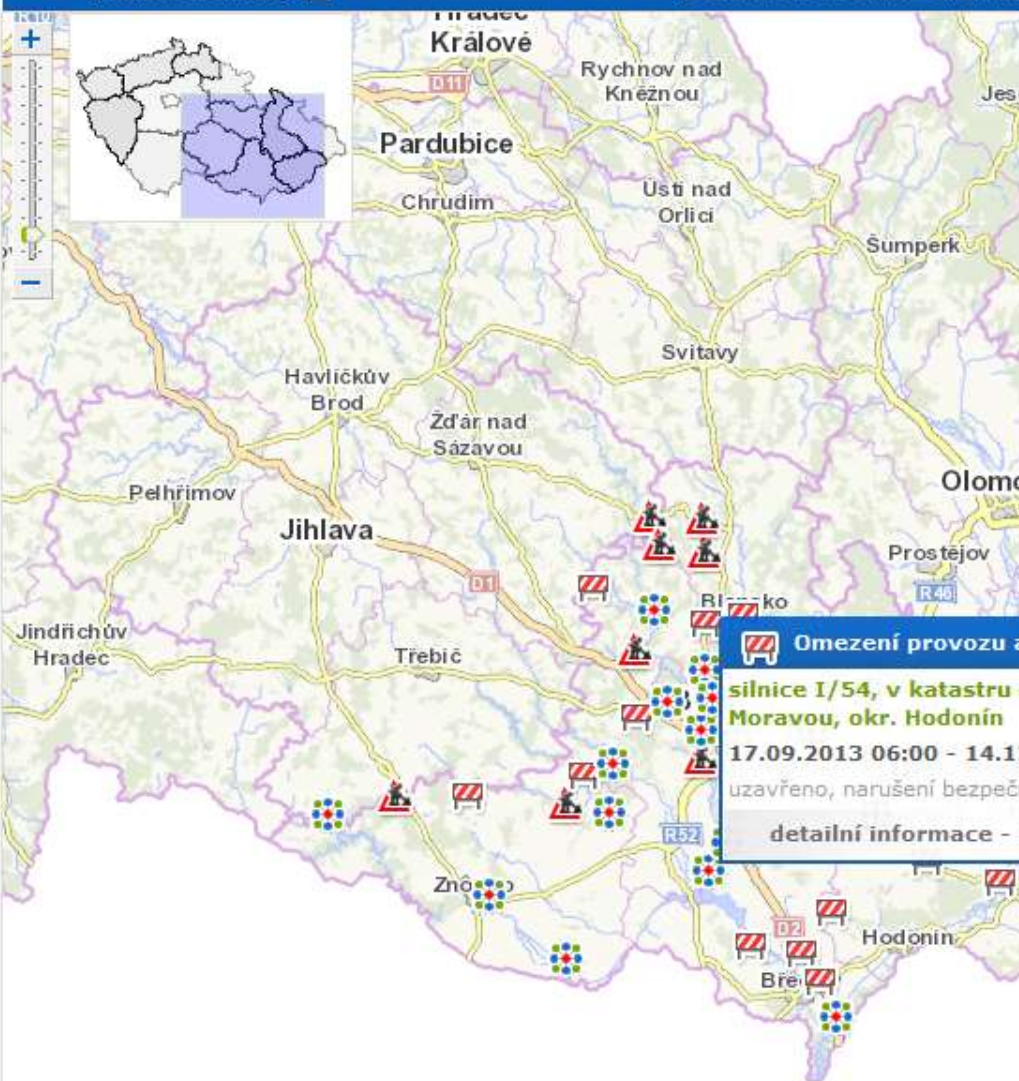 R10
Hradec
Králové
D11
Rychnov nad
Kněžnou
Jes
Pardubice
Chrudim
Ústí nad
Orlicí
Šumperk
Svitavy
Havlíčkův
Brod
Žďár nad
Sázavou
Pelhřimov
Olomo
Jihlava
Prostějov
D1
R46
Jindřichův
Hradec
Třebíč
Omezení provozu a
silnice I/54, v katastru
Moravou, okr. Hodonín
17.09.2013 06:00 - 14.1
uzavřeno, narušení bezpeč
detailní informace -
R52
D2
Hodonín